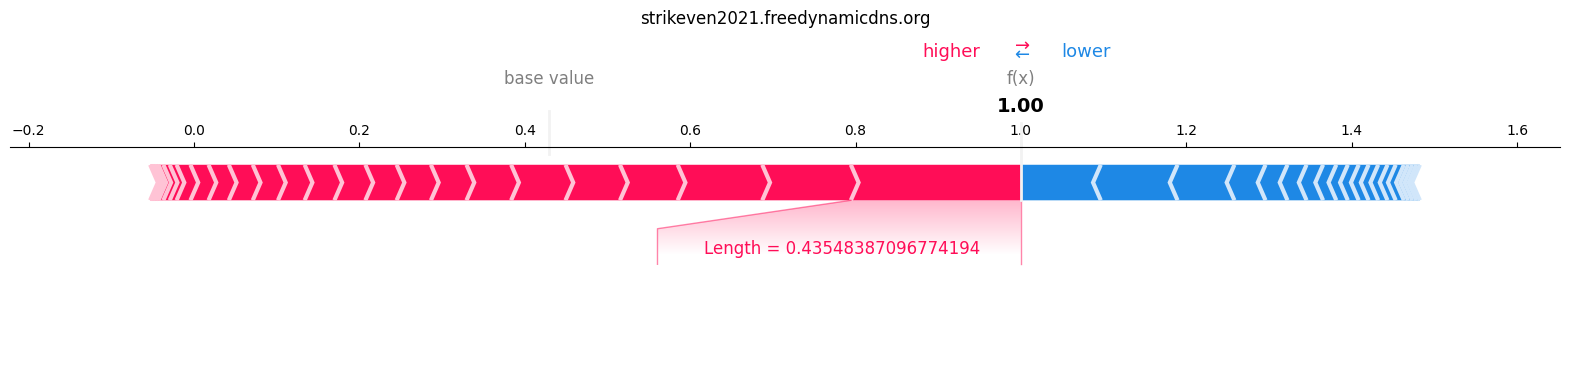 strikeven2021.freedynamicdns.org
higher ⇄ lower
base value f(x)
1.00
−0.2 0.0 0.2 0.4 0.6 0.8 1.0 1.2 1.4 1.6
Length = 0.43548387096774194